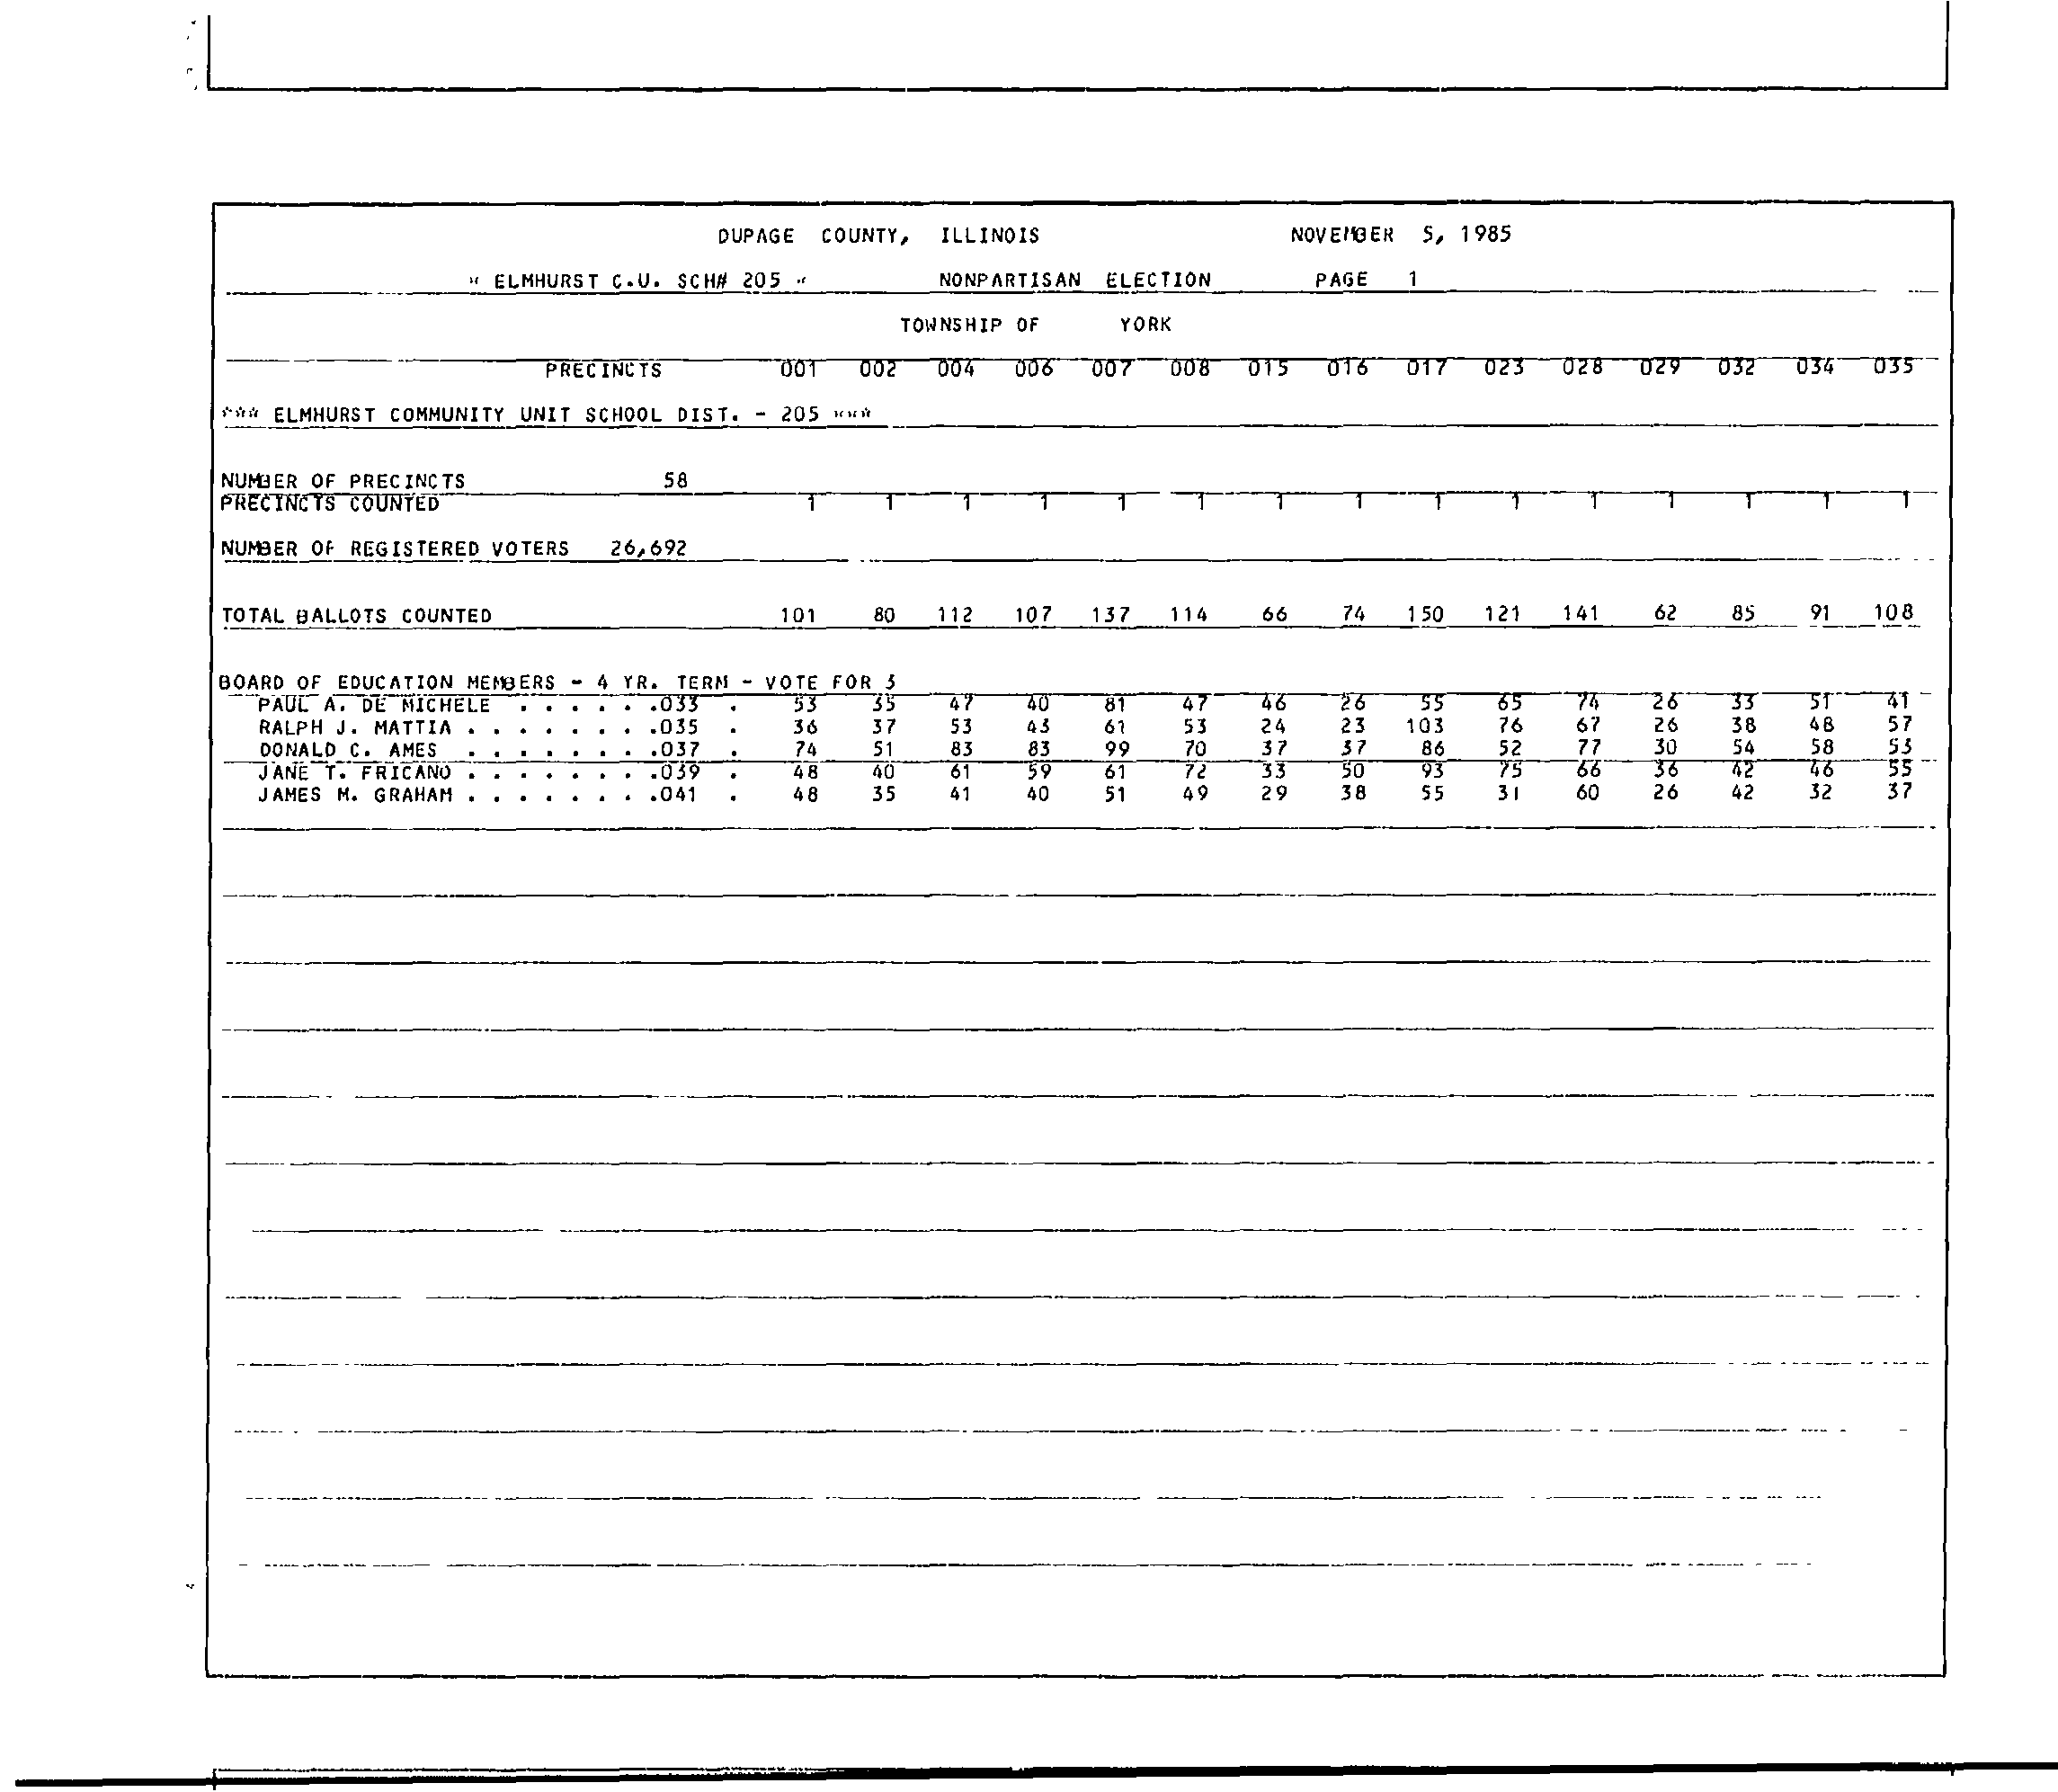 DUPAGE COUNTY, ILLINOIS NOVEMBER 5, 1985
* ELMHURST C.U. SCH# 205 * NONPARTISAN ELECTION PAGE 1
TOWNSHIP OF YORK
PRECINCTS 001 002 004 006 007 008 015 016 017 023 028 029 032 034 035
*** ELMHURST COMMUNITY UNIT SCHOOL DIST. - 205 ***
NUMBER OF PRECINCTS 58
PRECINCTS COUNTED 1 1 1 1 1 1 1 1 1 1 1 1 1 1 1
NUMBER OF REGISTERED VOTERS 26,692
TOTAL BALLOTS COUNTED 101 80 112 107 137 114 66 74 150 121 141 62 85 91 108
BOARD OF EDUCATION MEMBERS - 4 YR. TERM - VOTE FOR 3
PAUL A. DE MICHELE . . . . . .033 . 53 35 47 40 81 47 46 26 55 65 74 26 33 51 41
RALPH J. MATTIA . . . . . . . .035 . 36 37 53 43 61 53 24 23 103 76 67 26 38 48 57
DONALD C. AMES . . . . . . . .037 . 74 51 83 83 99 70 37 37 86 52 77 30 54 58 53
JANE T. FRICANO . . . . . . . .039 . 48 40 61 59 61 72 33 50 93 75 66 36 42 46 55
JAMES M. GRAHAM . . . . . . . .041 . 48 35 41 40 51 49 29 38 55 31 60 26 42 32 37